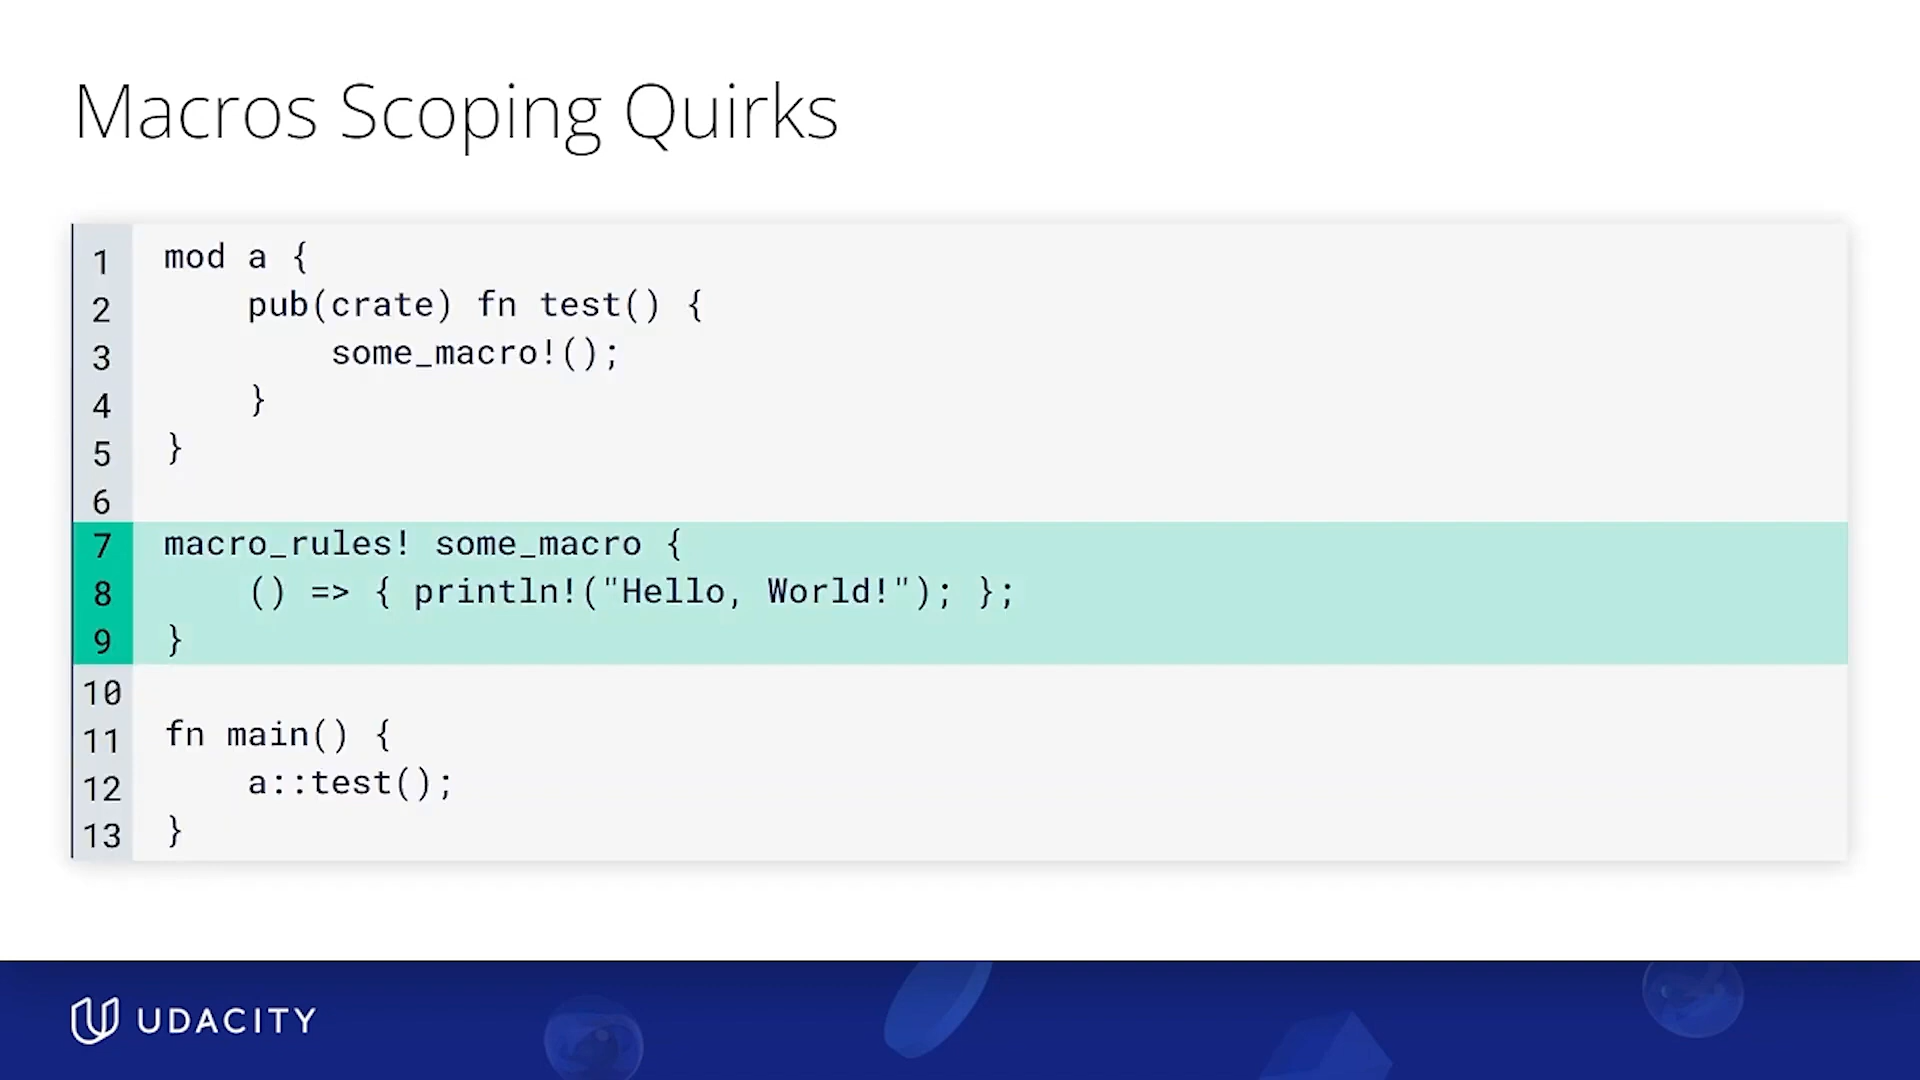 Macros Scoping Quirks
1 mod a {
2     pub(crate) fn test() {
3         some_macro!();
4     }
5 }
6
7 macro_rules! some_macro {
8     () => { println!("Hello, World!"); };
9 }
10
11 fn main() {
12     a::test();
13 }
UDACITY